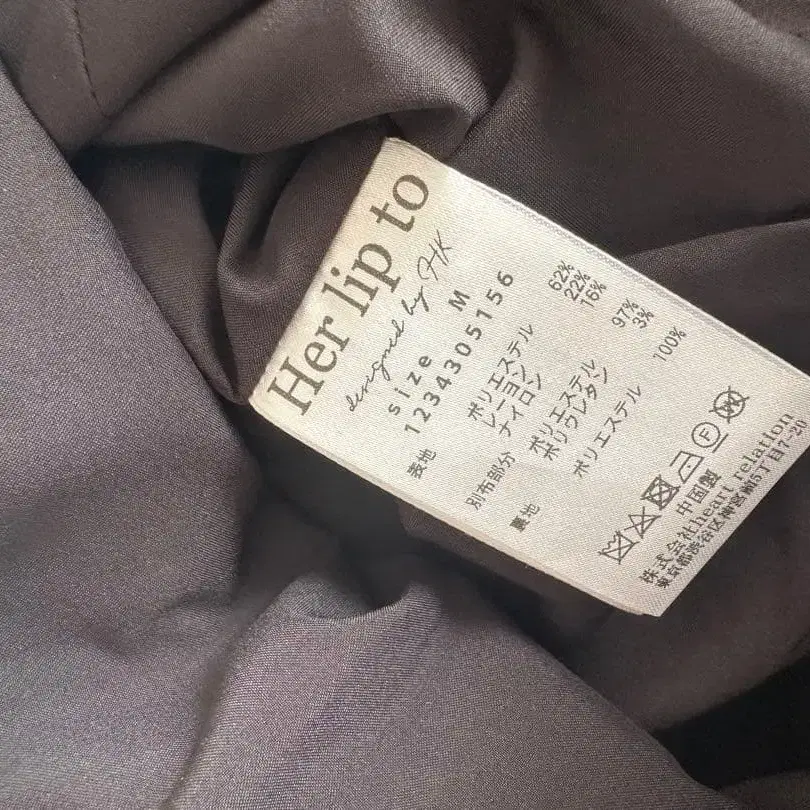 Her lip to
designed by HK
size M
1234305156
表地 ポリエステル 62%
レーヨン 22%
ナイロン 16%
別布部分 ポリエステル 97%
ポリウレタン 3%
裏地 ポリエステル 100%
中国製
株式会社heart relation
東京都渋谷区神宮前5丁目7-20